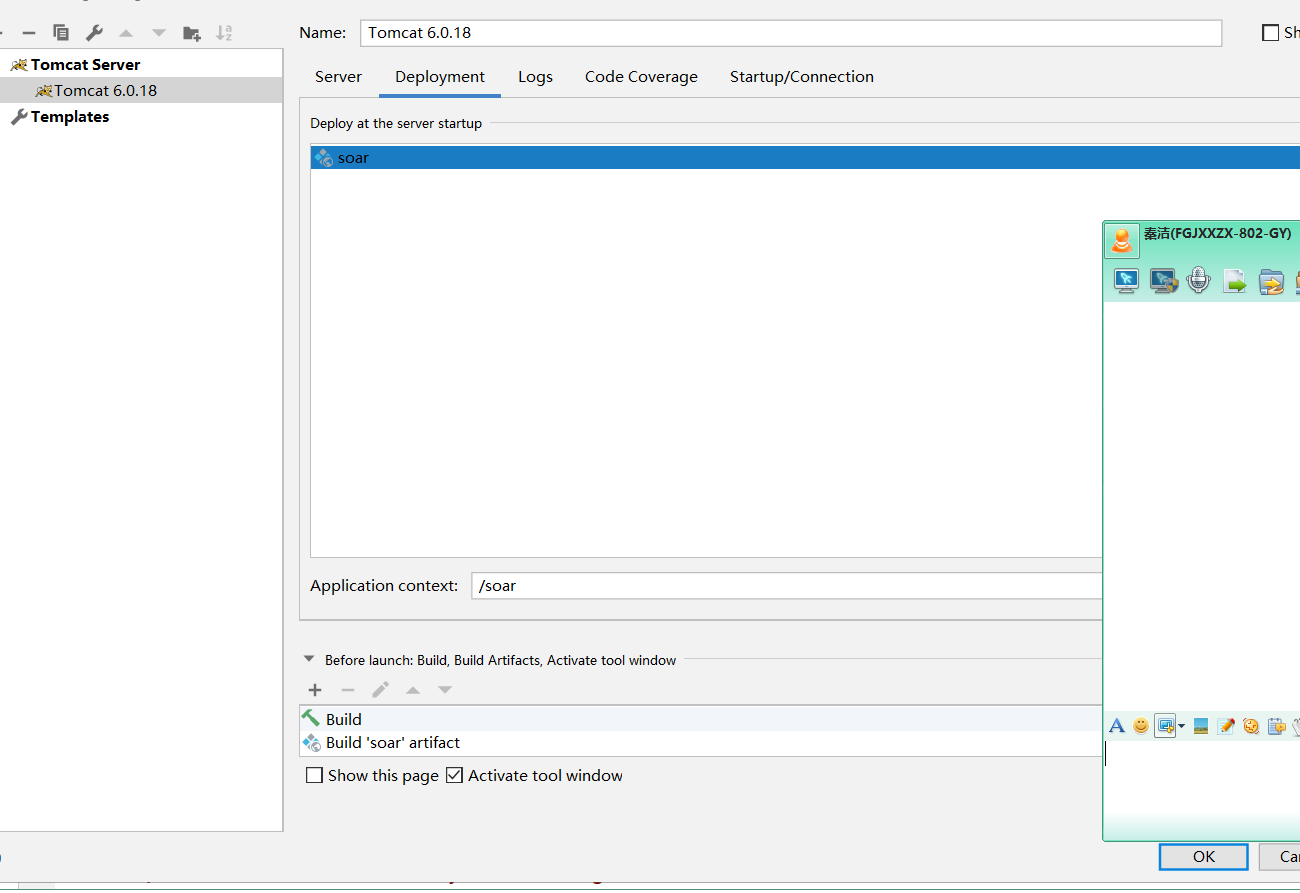 Name: Tomcat 6.0.18
Tomcat Server
Tomcat 6.0.18
Templates
Server Deployment Logs Code Coverage Startup/Connection
Deploy at the server startup
soar
秦洁(FGJXXZX-802-GY)
Application context: /soar
Before launch: Build, Build Artifacts, Activate tool window
Build
Build 'soar' artifact
Show this page Activate tool window
OK